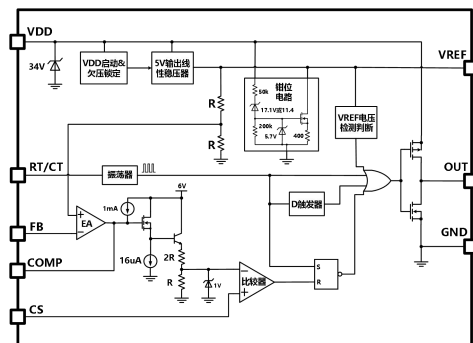 VDD
34V
VDD启动&
欠压锁定
5V输出线
性稳压器
钳位
电路
50k
17.1V或11.4
200k
5.7V
400
VREF
R
R
VREF电压
检测判断
RT/CT
振荡器
6V
1mA
D触发器
OUT
FB
+
−
EA
COMP
16uA
2R
R
1V
−
+
比较器
S
R
GND
CS